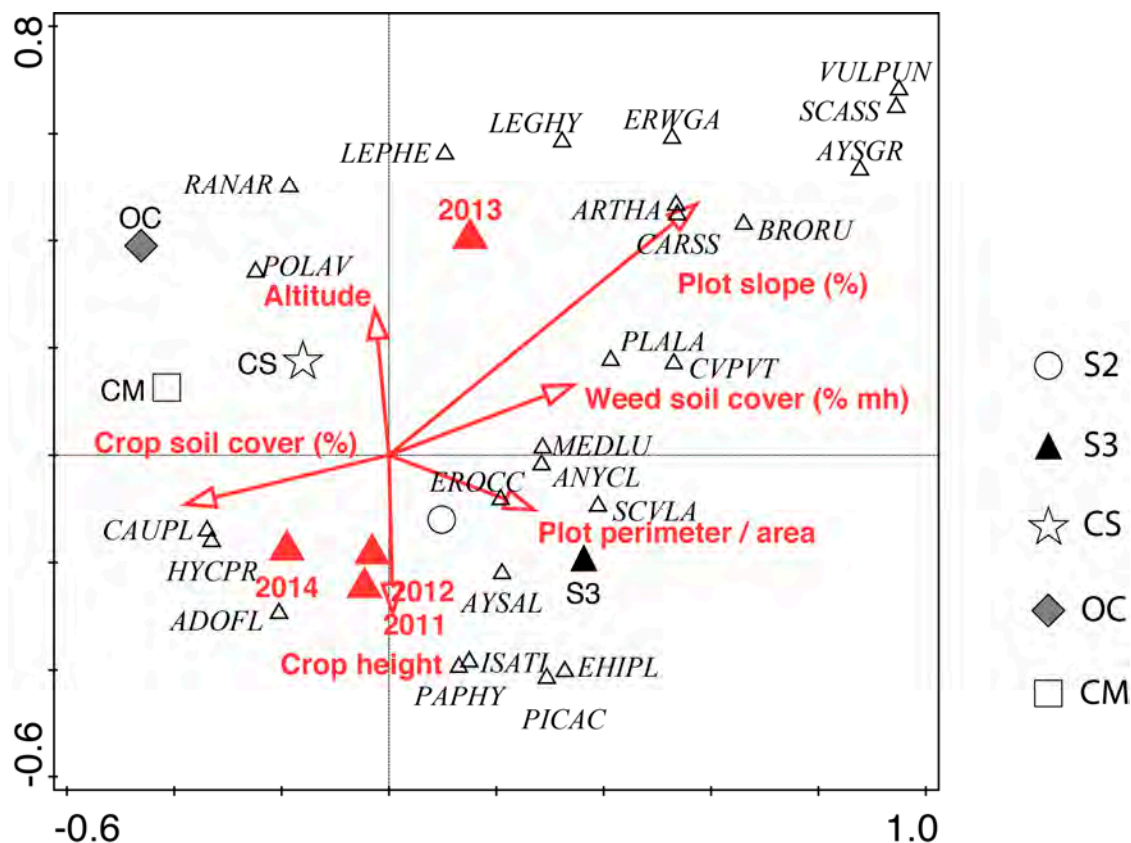 0.8
VULPUN
SCASS
LEGHY
ERWGA
AYSGR
LEPHE
RANAR
OC
2013
ARTHA
BRORU
CARSS
POLAV
Altitude
Plot slope (%)
CS
PLALA
CVPVT
CM
Weed soil cover (% mh)
Crop soil cover (%)
MEDLU
ANYCL
EROCC
SCVLA
CAUPL
Plot perimeter / area
HYCPR
2014
2012
AYSAL
S3
ADOFL
2011
Crop height
ISATI
EHIPL
PAPHY
PICAC
-0.6
-0.6
1.0
S2
S3
CS
OC
CM